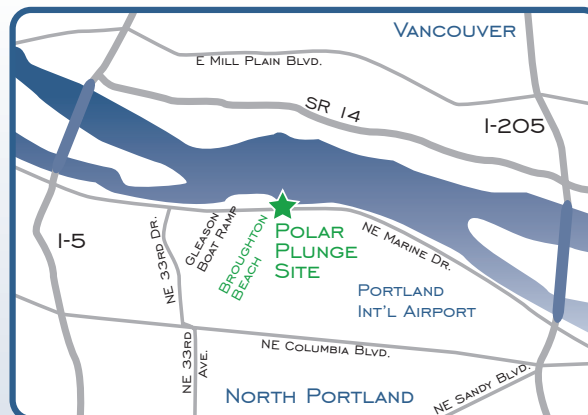 Vancouver
E Mill Plain Blvd.
SR 14
I-205
I-5
NE 33rd Dr.
Gleason
Boat Ramp
Broughton
Beach
Polar
Plunge
Site
NE Marine Dr.
Portland
Int'l Airport
NE Columbia Blvd.
NE 33rd
Ave.
North Portland
NE Sandy Blvd.